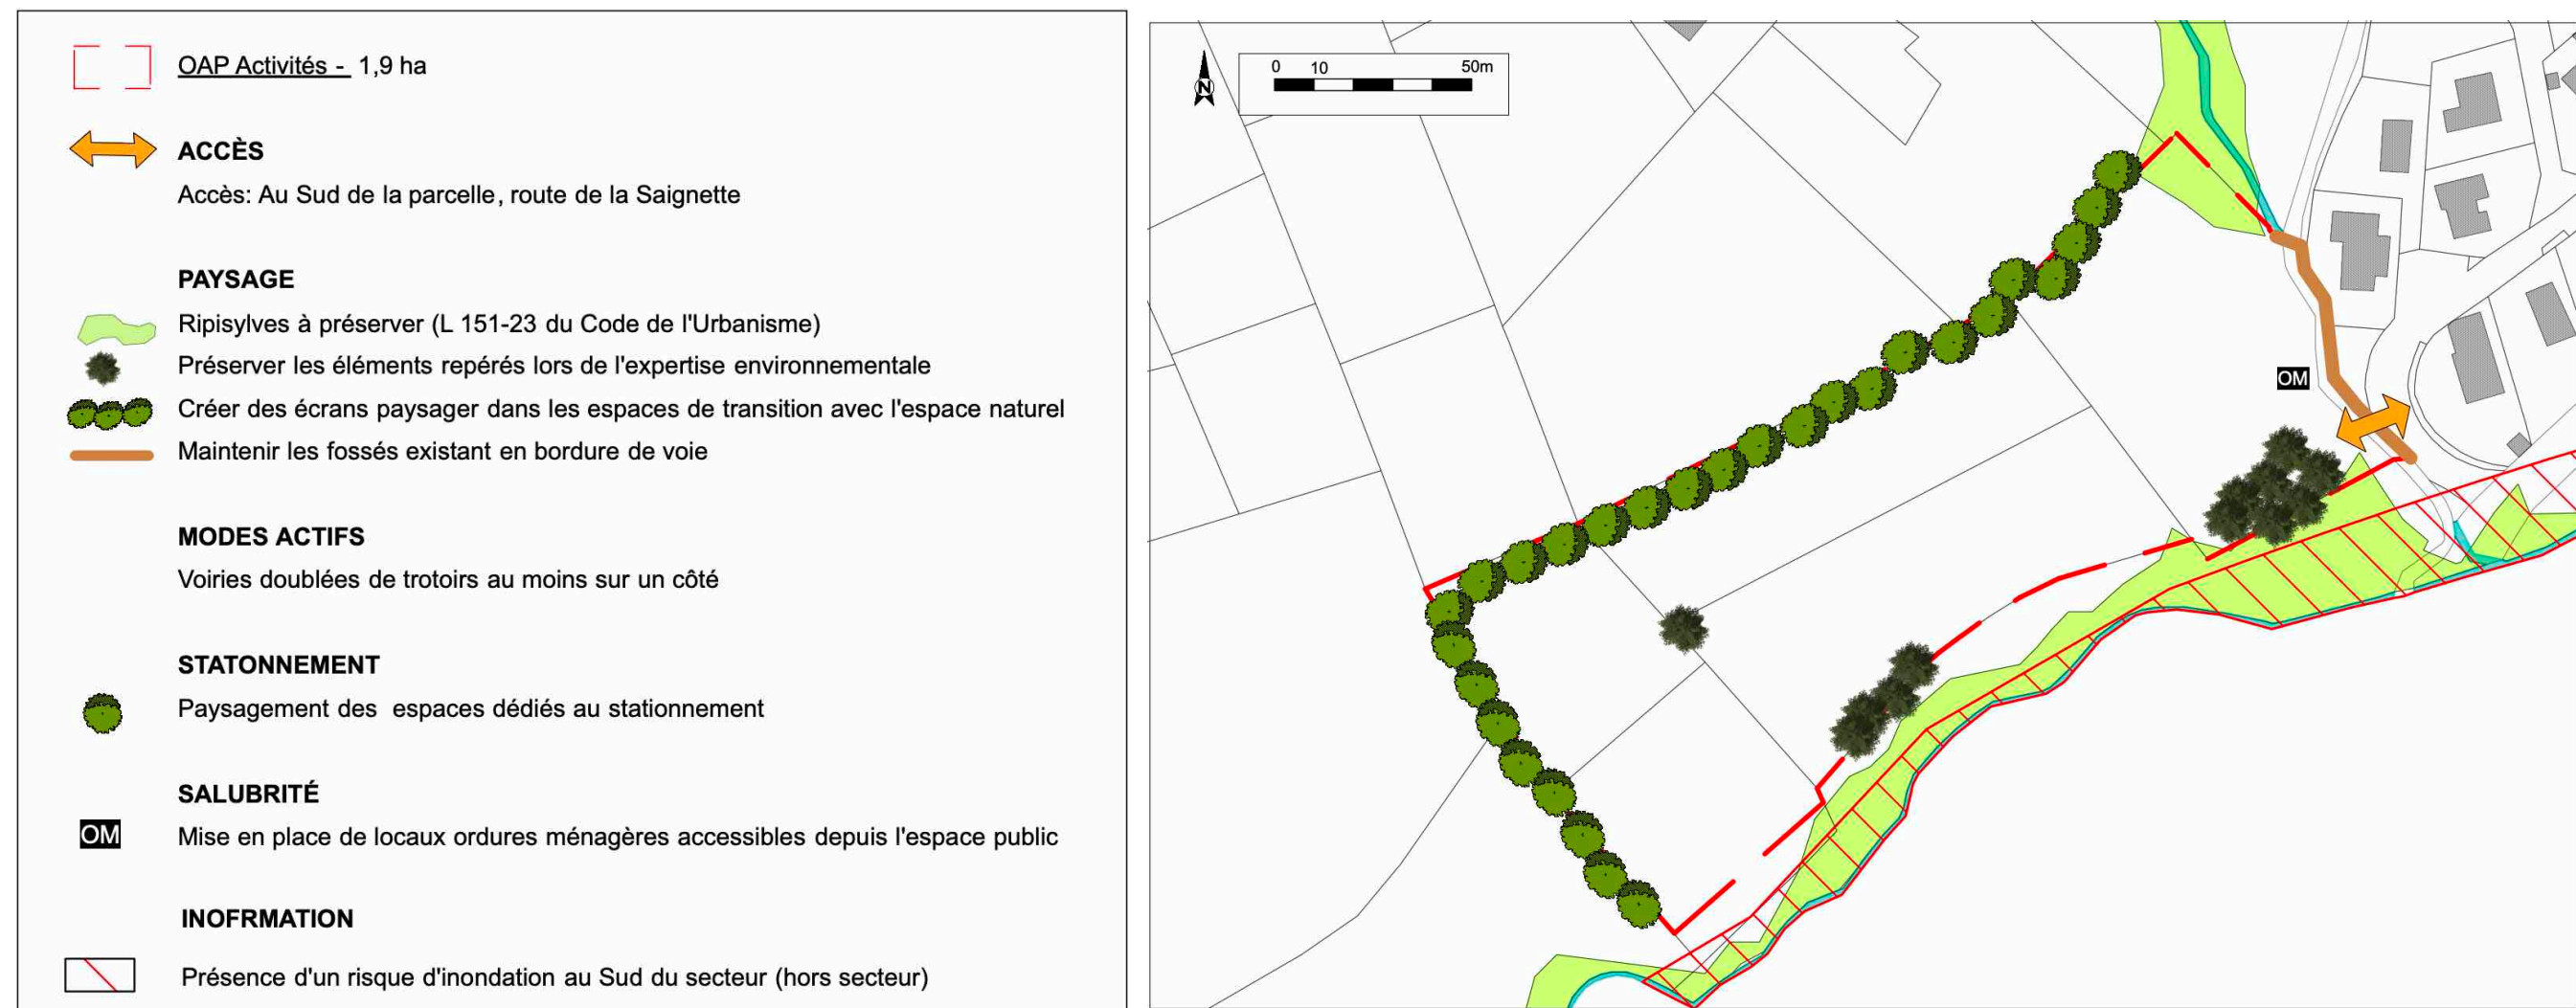 OAP Activités - 1,9 ha
ACCÈS
Accès: Au Sud de la parcelle, route de la Saignette
PAYSAGE
Ripisylves à préserver (L 151-23 du Code de l'Urbanisme)
Préserver les éléments repérés lors de l'expertise environnementale
Créer des écrans paysager dans les espaces de transition avec l'espace naturel
Maintenir les fossés existant en bordure de voie
MODES ACTIFS
Voiries doublées de trotoirs au moins sur un côté
STATONNEMENT
Paysagement des espaces dédiés au stationnement
SALUBRITÉ
OM Mise en place de locaux ordures ménagères accessibles depuis l'espace public
INOFRMATION
Présence d'un risque d'inondation au Sud du secteur (hors secteur)
N
0 10 50m
OM